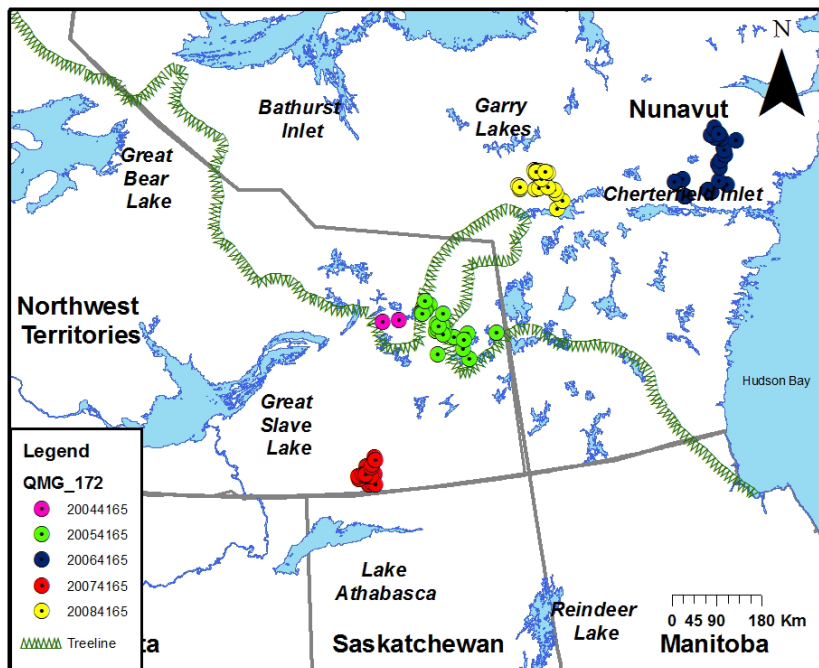 N
Bathurst
Inlet
Garry
Lakes
Nunavut
Great
Bear
Lake
Cherterfield Inlet
Northwest
Territories
Hudson Bay
Great
Slave
Lake
Legend
QMG_172
20044165
20054165
20064165
20074165
20084165
Treeline
ta
Lake
Athabasca
Saskatchewan
Reindeer
Lake
Manitoba
0 45 90 180 Km